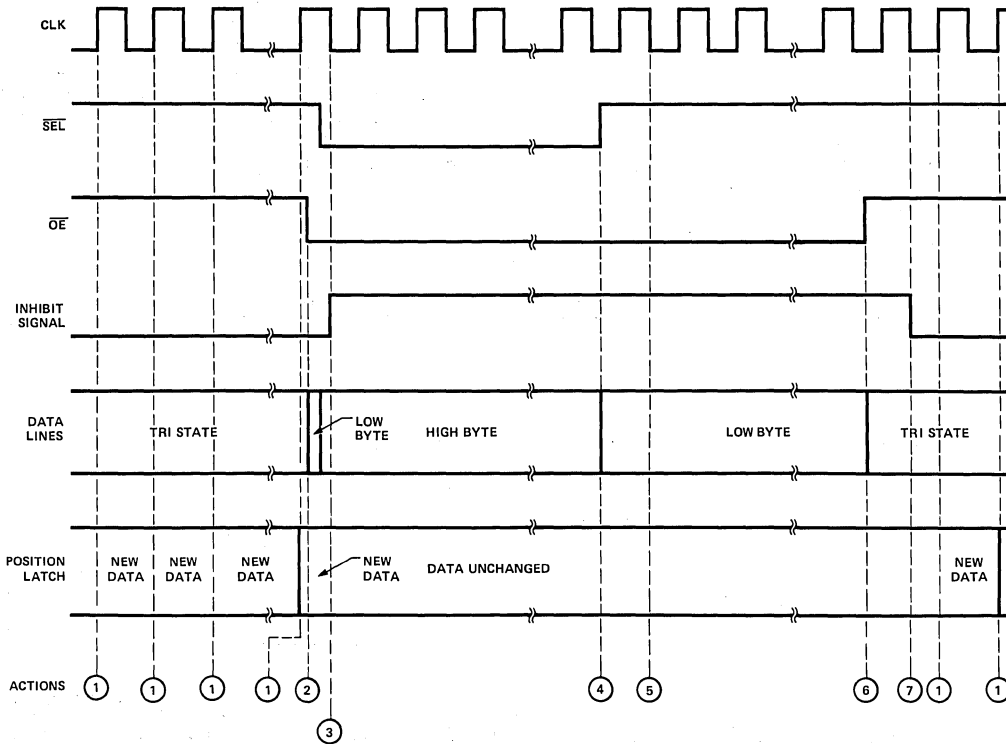 CLK
SEL
OE
INHIBIT
SIGNAL
DATA
LINES
TRI STATE
LOW
BYTE
HIGH BYTE
LOW BYTE
TRI STATE
POSITION
LATCH
NEW
DATA
NEW
DATA
NEW
DATA
NEW
DATA
DATA UNCHANGED
NEW
DATA
ACTIONS
1
1
1
1
2
3
4
5
6
7
1
1